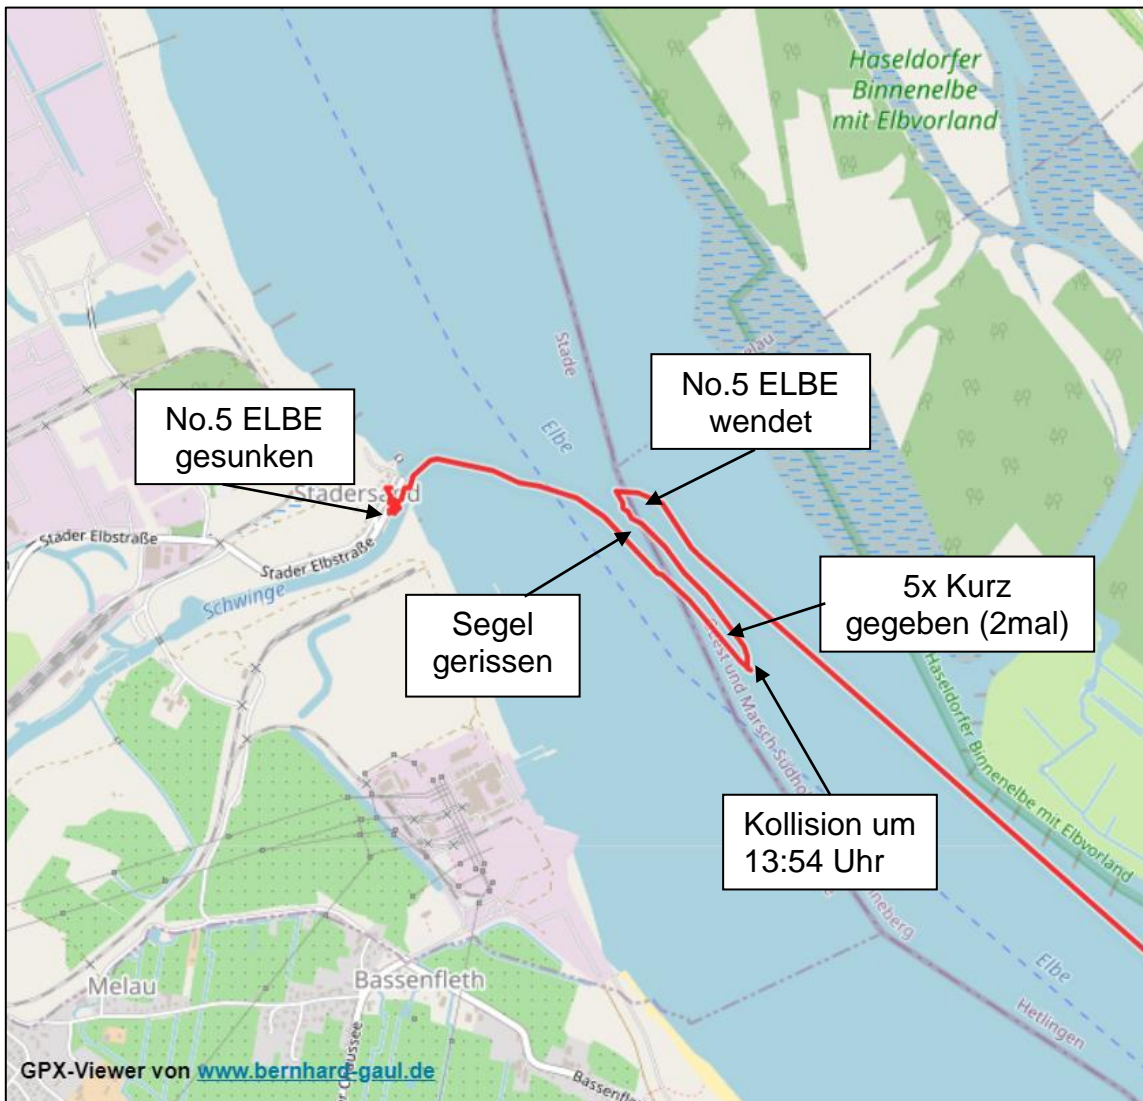 Haseldorfer
Binnenelbe
mit Elbvorland
Stade
No.5 ELBE
wendet
No.5 ELBE
gesunken
Elbe
Stadersand
Stader Elbstraße
Stader Elbstraße
Schwinge
5x Kurz
gegeben (2mal)
Segel
gerissen
Kollision um
13:54 Uhr
Haseldorfer Binnenelbe mit Elbvorland
Elbe
Hetlingen
Melau
Bassenfleth
GPX-Viewer von www.bernhard-gaul.de